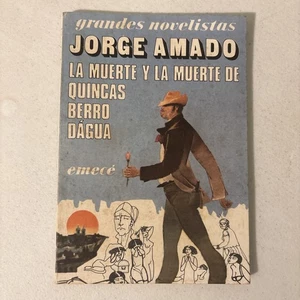 grandes novelistas
JORGE AMADO
LA MUERTE Y LA MUERTE DE
QUINCAS
BERRO
DÁGUA
emecé